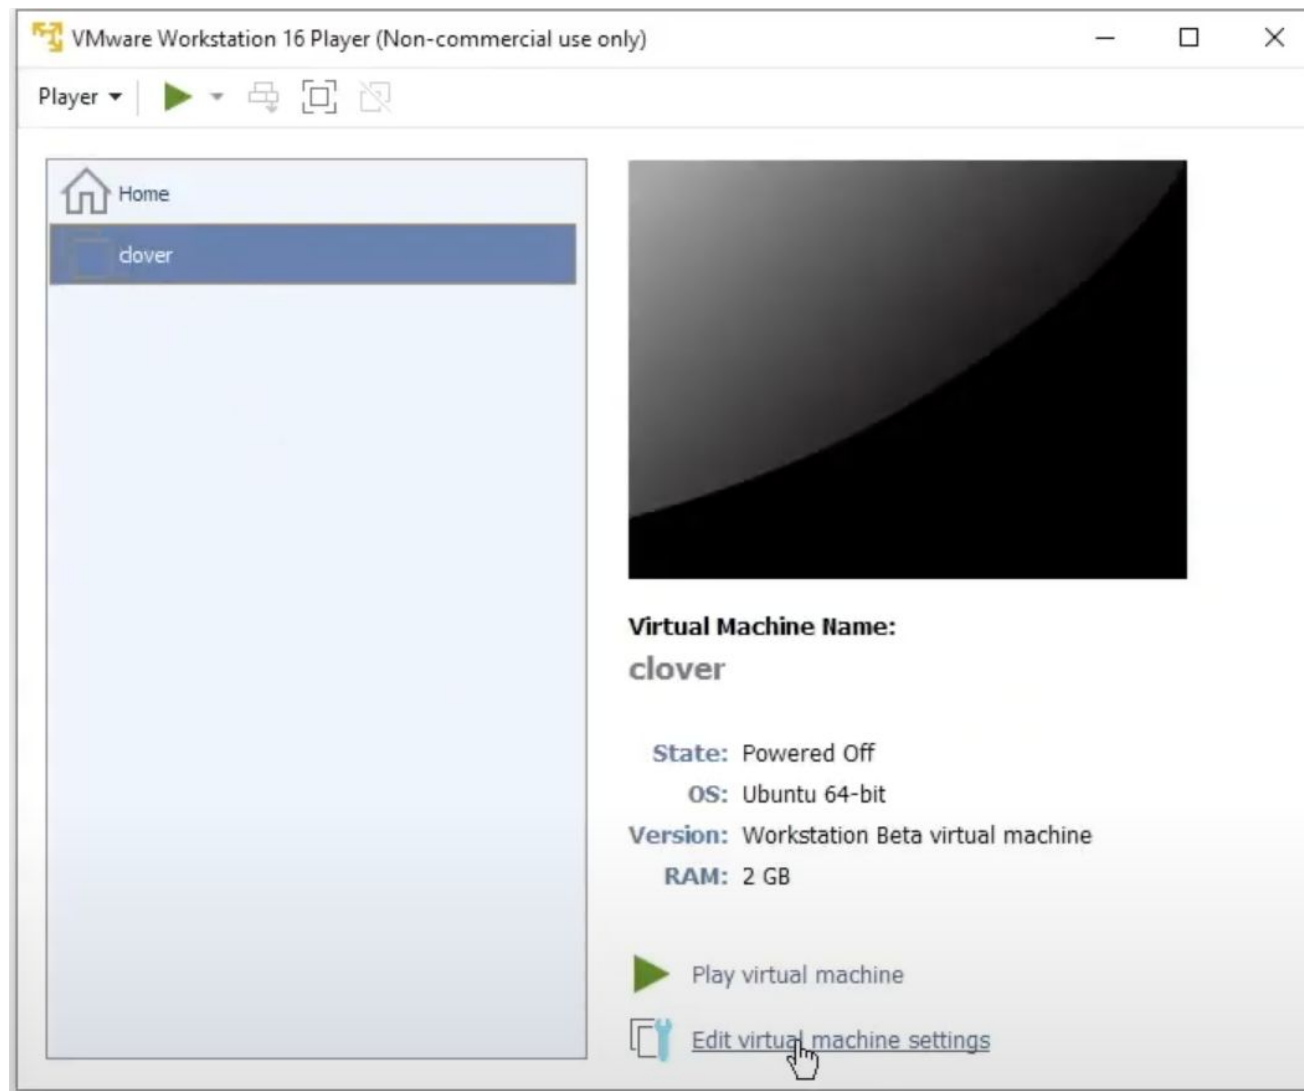 VMware Workstation 16 Player (Non-commercial use only)
Player
Home
clover
Virtual Machine Name:
clover
State: Powered Off
OS: Ubuntu 64-bit
Version: Workstation Beta virtual machine
RAM: 2 GB
Play virtual machine
Edit virtual machine settings